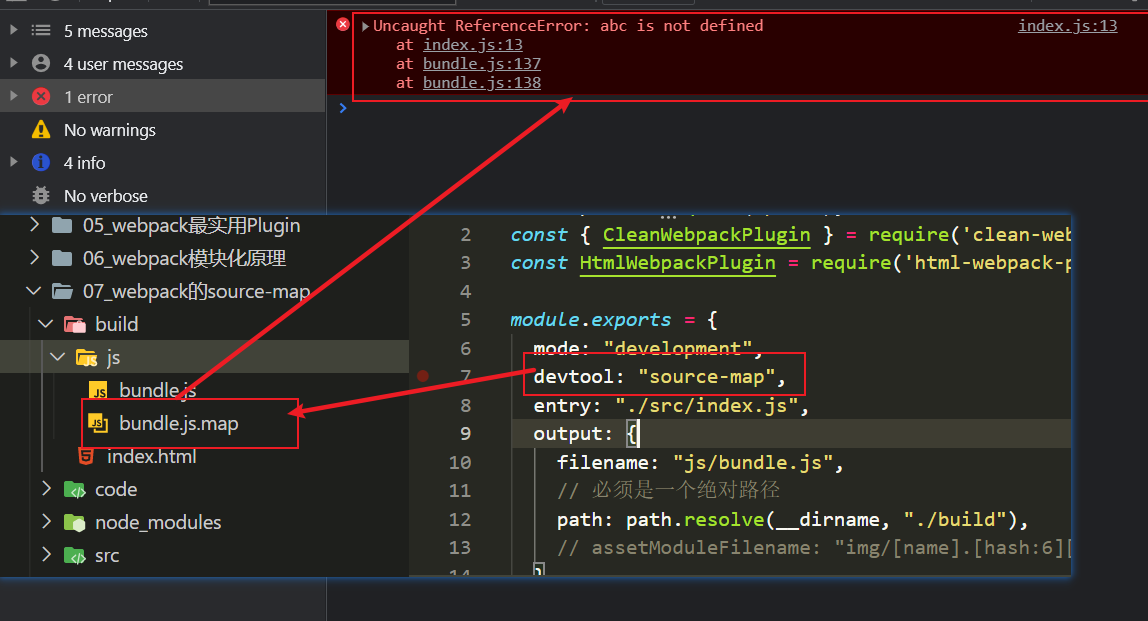 5 messages
4 user messages
1 error
No warnings
4 info
No verbose
Uncaught ReferenceError: abc is not defined
index.js:13
at index.js:13
at bundle.js:137
at bundle.js:138
05_webpack最实用Plugin
06_webpack模块化原理
07_webpack的source-map
build
js
bundle.js
bundle.js.map
index.html
code
node_modules
src
2 const { CleanWebpackPlugin } = require('clean-web
3 const HtmlWebpackPlugin = require('html-webpack-p
4
5 module.exports = {
6 mode: "development",
7 devtool: "source-map",
8 entry: "./src/index.js",
9 output: {
10 filename: "js/bundle.js",
11 // 必须是一个绝对路径
12 path: path.resolve(__dirname, "./build"),
13 // assetModuleFilename: "img/[name].[hash:6][
14 }